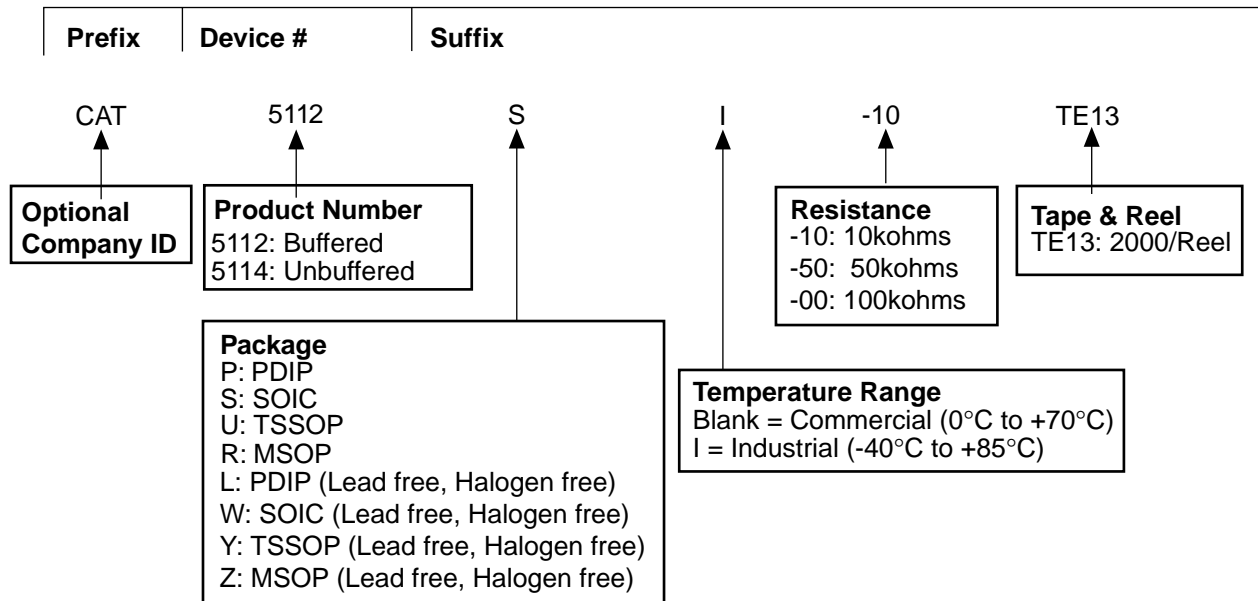 Prefix Device # Suffix
CAT 5112 S I -10 TE13
Optional
Company ID
Product Number
5112: Buffered
5114: Unbuffered
Resistance
-10: 10kohms
-50: 50kohms
-00: 100kohms
Tape & Reel
TE13: 2000/Reel
Package
P: PDIP
S: SOIC
U: TSSOP
R: MSOP
L: PDIP (Lead free, Halogen free)
W: SOIC (Lead free, Halogen free)
Y: TSSOP (Lead free, Halogen free)
Z: MSOP (Lead free, Halogen free)
Temperature Range
Blank = Commercial (0°C to +70°C)
I = Industrial (-40°C to +85°C)